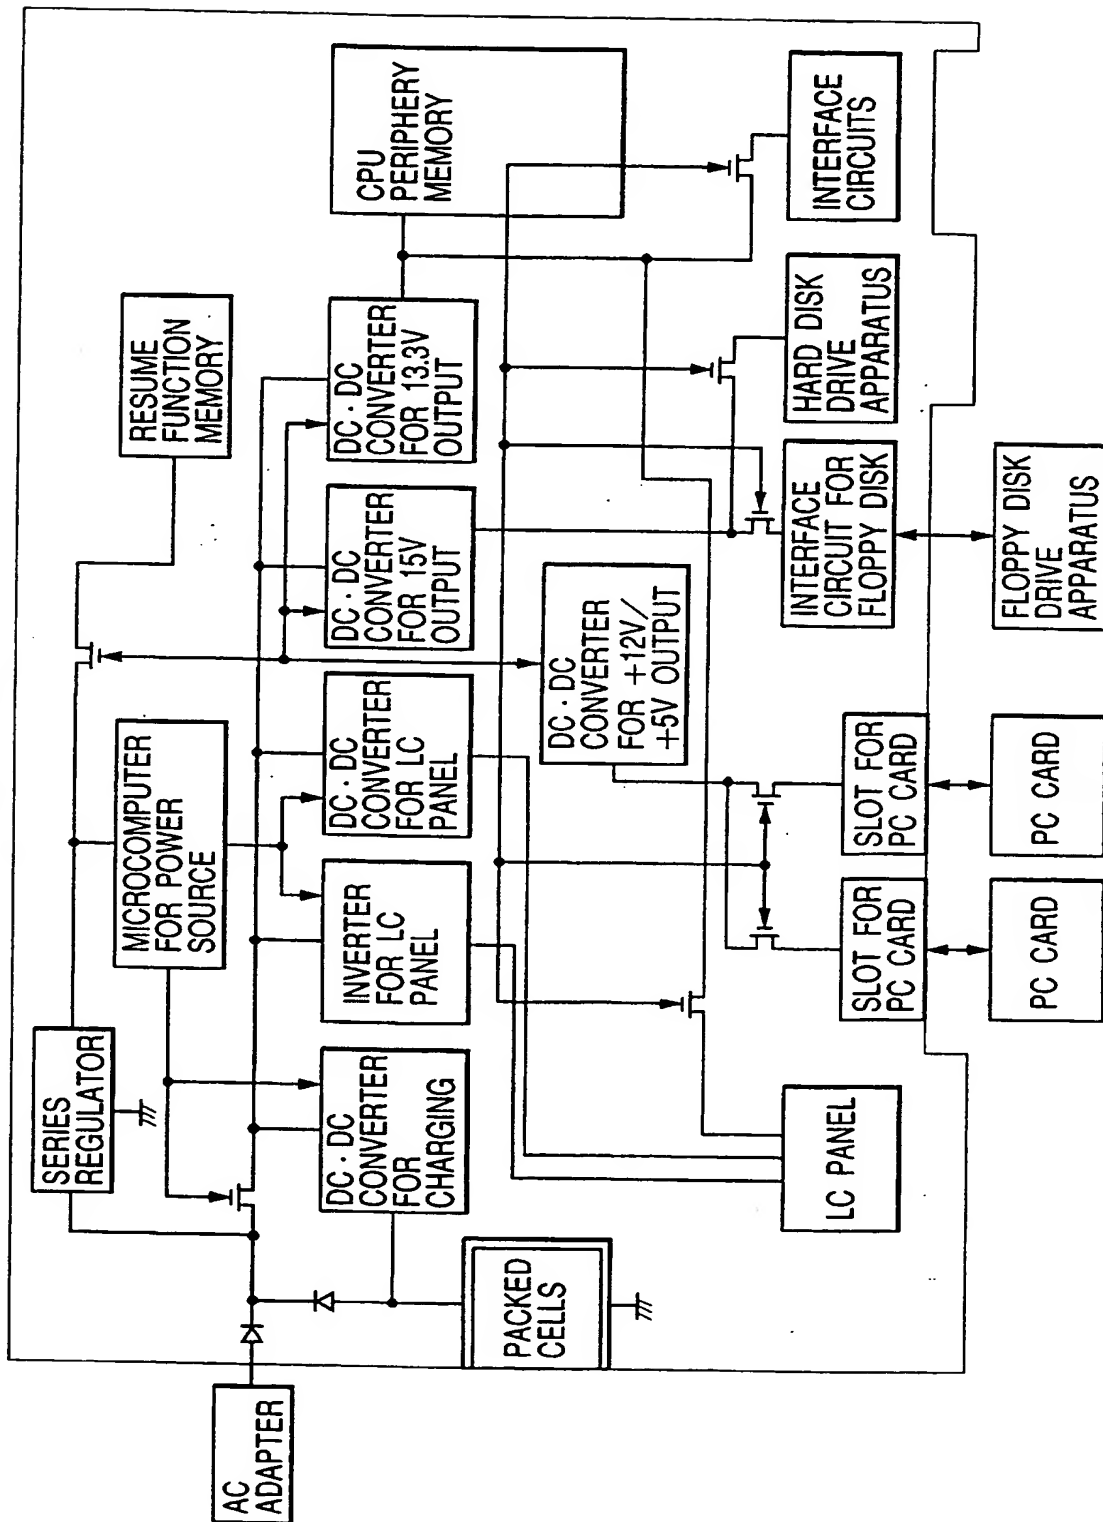 AC
ADAPTER
SERIES
REGULATOR
MICROCOMPUTER
FOR POWER
SOURCE
RESUME
FUNCTION
MEMORY
DC·DC
CONVERTER
FOR
CHARGING
INVERTER
FOR LC
PANEL
DC·DC
CONVERTER
FOR LC
PANEL
DC·DC
CONVERTER
FOR 15V
OUTPUT
DC·DC
CONVERTER
FOR 13.3V
OUTPUT
CPU
PERIPHERY
MEMORY
PACKED
CELLS
DC·DC
CONVERTER
FOR +12V/
+5V OUTPUT
LC PANEL
SLOT FOR
PC CARD
SLOT FOR
PC CARD
INTERFACE
CIRCUIT FOR
FLOPPY DISK
HARD DISK
DRIVE
APPARATUS
INTERFACE
CIRCUITS
PC CARD
PC CARD
FLOPPY DISK
DRIVE
APPARATUS